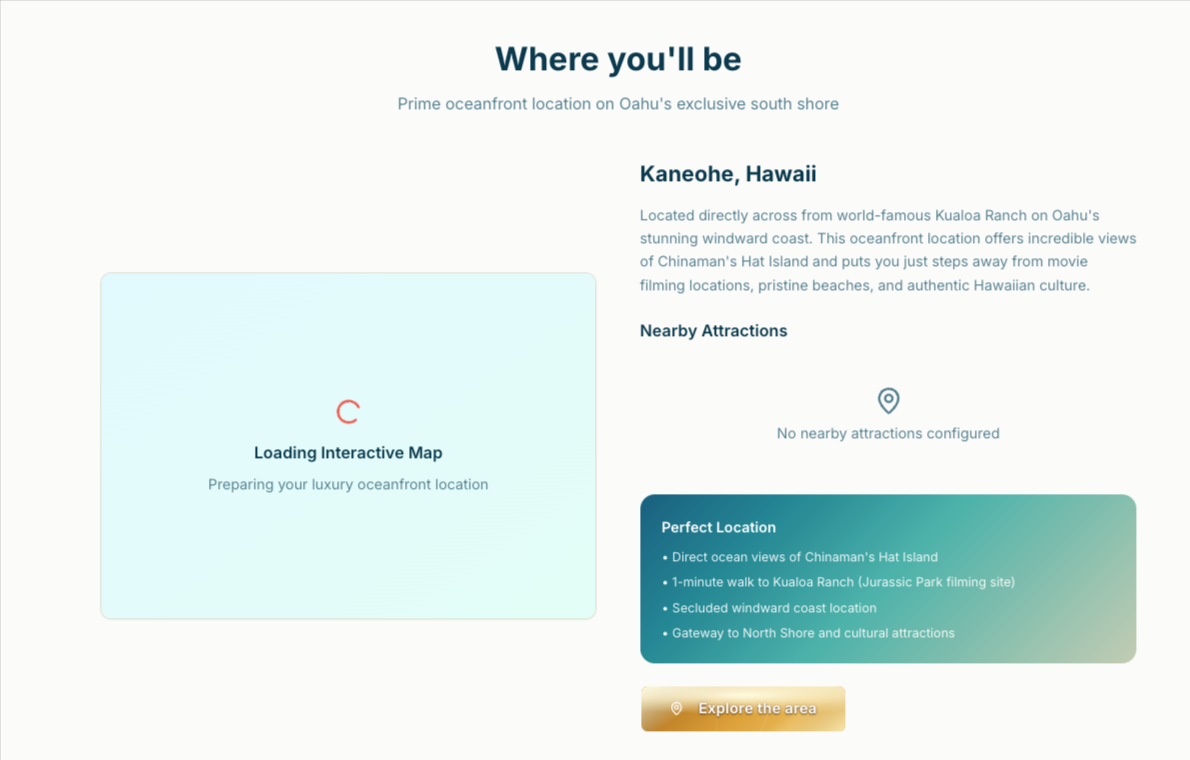 Where you'll be
Prime oceanfront location on Oahu's exclusive south shore
Kaneohe, Hawaii
Located directly across from world-famous Kualoa Ranch on Oahu's
stunning windward coast. This oceanfront location offers incredible views
of Chinaman's Hat Island and puts you just steps away from movie
filming locations, pristine beaches, and authentic Hawaiian culture.
Nearby Attractions
No nearby attractions configured
Loading Interactive Map
Preparing your luxury oceanfront location
Perfect Location
• Direct ocean views of Chinaman's Hat Island
• 1-minute walk to Kualoa Ranch (Jurassic Park filming site)
• Secluded windward coast location
• Gateway to North Shore and cultural attractions
Explore the area